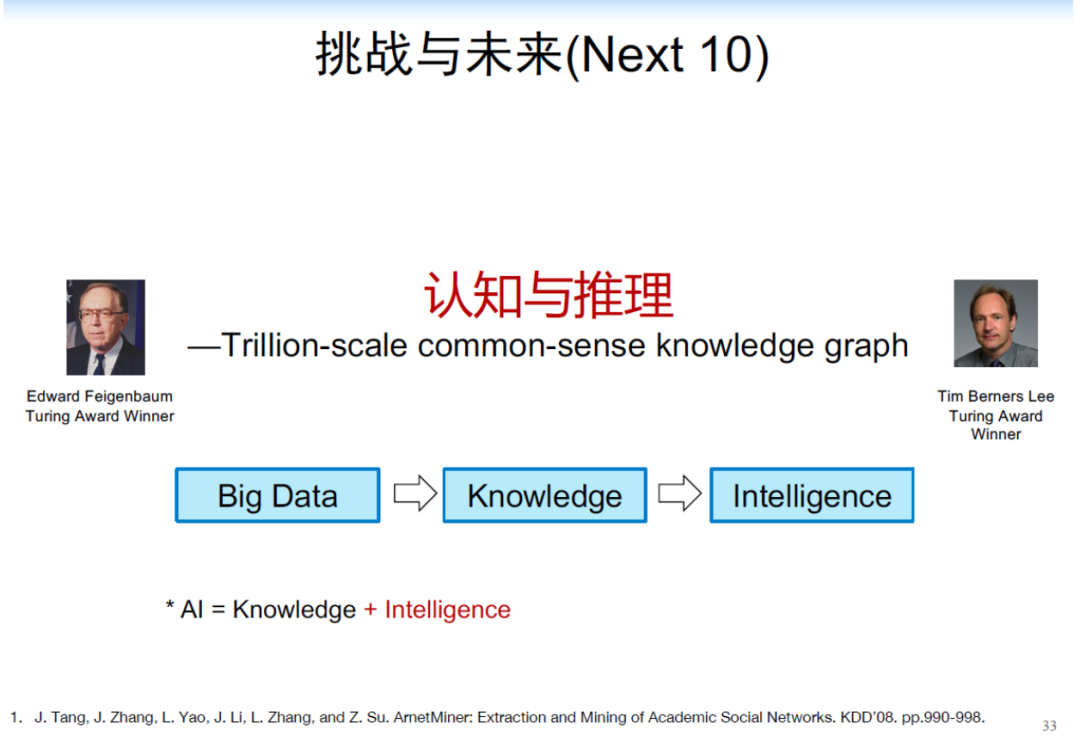 挑战与未来(Next 10)
认知与推理
—Trillion-scale common-sense knowledge graph
Edward Feigenbaum
Turing Award Winner
Tim Berners Lee
Turing Award
Winner
Big Data
Knowledge
Intelligence
* AI = Knowledge + Intelligence
1. J. Tang, J. Zhang, L. Yao, J. Li, L. Zhang, and Z. Su. ArnetMiner: Extraction and Mining of Academic Social Networks. KDD'08. pp.990-998.
33